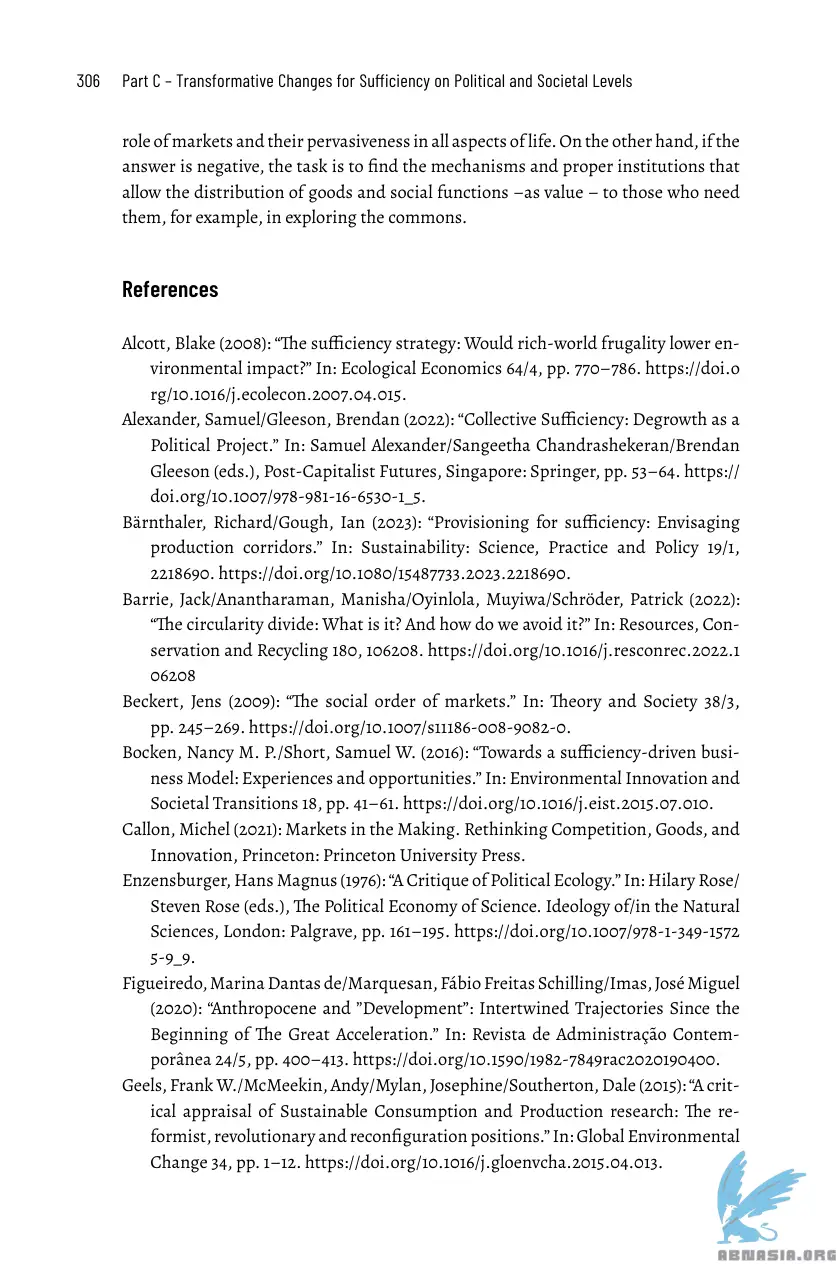 306 Part C – Transformative Changes for Sufficiency on Political and Societal Levels
role of markets and their pervasiveness in all aspects of life. On the other hand, if the
answer is negative, the task is to find the mechanisms and proper institutions that
allow the distribution of goods and social functions –as value – to those who need
them, for example, in exploring the commons.
References
Alcott, Blake (2008): “The sufficiency strategy: Would rich-world frugality lower en-
vironmental impact?” In: Ecological Economics 64/4, pp. 770–786. https://doi.o
rg/10.1016/j.ecolecon.2007.04.015.
Alexander, Samuel/Gleeson, Brendan (2022): “Collective Sufficiency: Degrowth as a
Political Project.” In: Samuel Alexander/Sangeetha Chandrashekeran/Brendan
Gleeson (eds.), Post-Capitalist Futures, Singapore: Springer, pp. 53–64. https://
doi.org/10.1007/978-981-16-6530-1_5.
Bärnthaler, Richard/Gough, Ian (2023): “Provisioning for sufficiency: Envisaging
production corridors.” In: Sustainability: Science, Practice and Policy 19/1,
2218690. https://doi.org/10.1080/15487733.2023.2218690.
Barrie, Jack/Anantharaman, Manisha/Oyinlola, Muyiwa/Schröder, Patrick (2022):
“The circularity divide: What is it? And how do we avoid it?” In: Resources, Con-
servation and Recycling 180, 106208. https://doi.org/10.1016/j.resconrec.2022.1
06208
Beckert, Jens (2009): “The social order of markets.” In: Theory and Society 38/3,
pp. 245–269. https://doi.org/10.1007/s11186-008-9082-0.
Bocken, Nancy M. P./Short, Samuel W. (2016): “Towards a sufficiency-driven busi-
ness Model: Experiences and opportunities.” In: Environmental Innovation and
Societal Transitions 18, pp. 41–61. https://doi.org/10.1016/j.eist.2015.07.010.
Callon, Michel (2021): Markets in the Making. Rethinking Competition, Goods, and
Innovation, Princeton: Princeton University Press.
Enzensburger, Hans Magnus (1976): “A Critique of Political Ecology.” In: Hilary Rose/
Steven Rose (eds.), The Political Economy of Science. Ideology of/in the Natural
Sciences, London: Palgrave, pp. 161–195. https://doi.org/10.1007/978-1-349-1572
5-9_9.
Figueiredo, Marina Dantas de/Marquesan, Fábio Freitas Schilling/Imas, José Miguel
(2020): “Anthropocene and ”Development”: Intertwined Trajectories Since the
Beginning of The Great Acceleration.” In: Revista de Administração Contem-
porânea 24/5, pp. 400–413. https://doi.org/10.1590/1982-7849rac2020190400.
Geels, Frank W./McMeekin, Andy/Mylan, Josephine/Southerton, Dale (2015): “A crit-
ical appraisal of Sustainable Consumption and Production research: The re-
formist, revolutionary and reconfiguration positions.” In: Global Environmental
Change 34, pp. 1–12. https://doi.org/10.1016/j.gloenvcha.2015.04.013.
ABNASIA.ORG